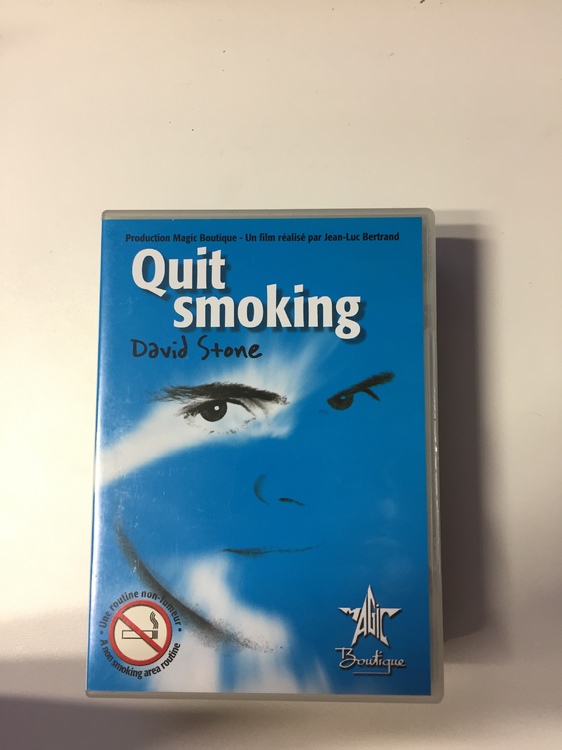 Production Magic Boutique - Un film réalisé par Jean-Luc Bertrand
Quit
smoking
David Stone
• Une routine non-fumeur •
A non smoking area routine
MAGIC
Boutique